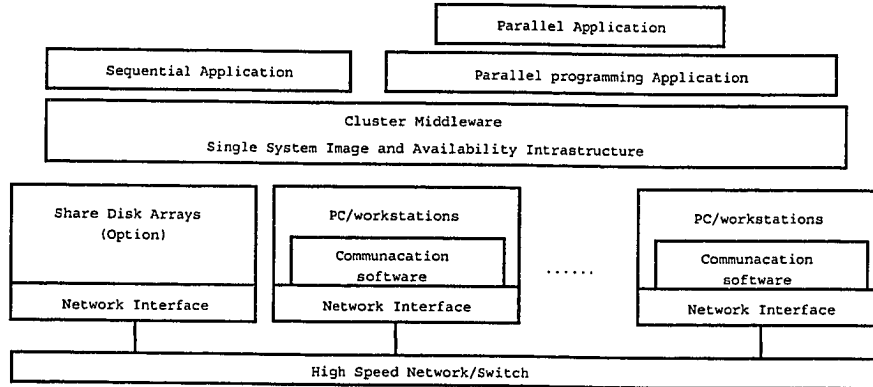 Parallel Application
Sequential Application
Parallel programming Application
Cluster Middleware
Single System Image and Availability Intrastructure
Share Disk Arrays
(Option)
Network Interface
PC/workstations
Communacation
software
Network Interface
......
PC/workstations
Communacation
software
Network Interface
High Speed Network/Switch